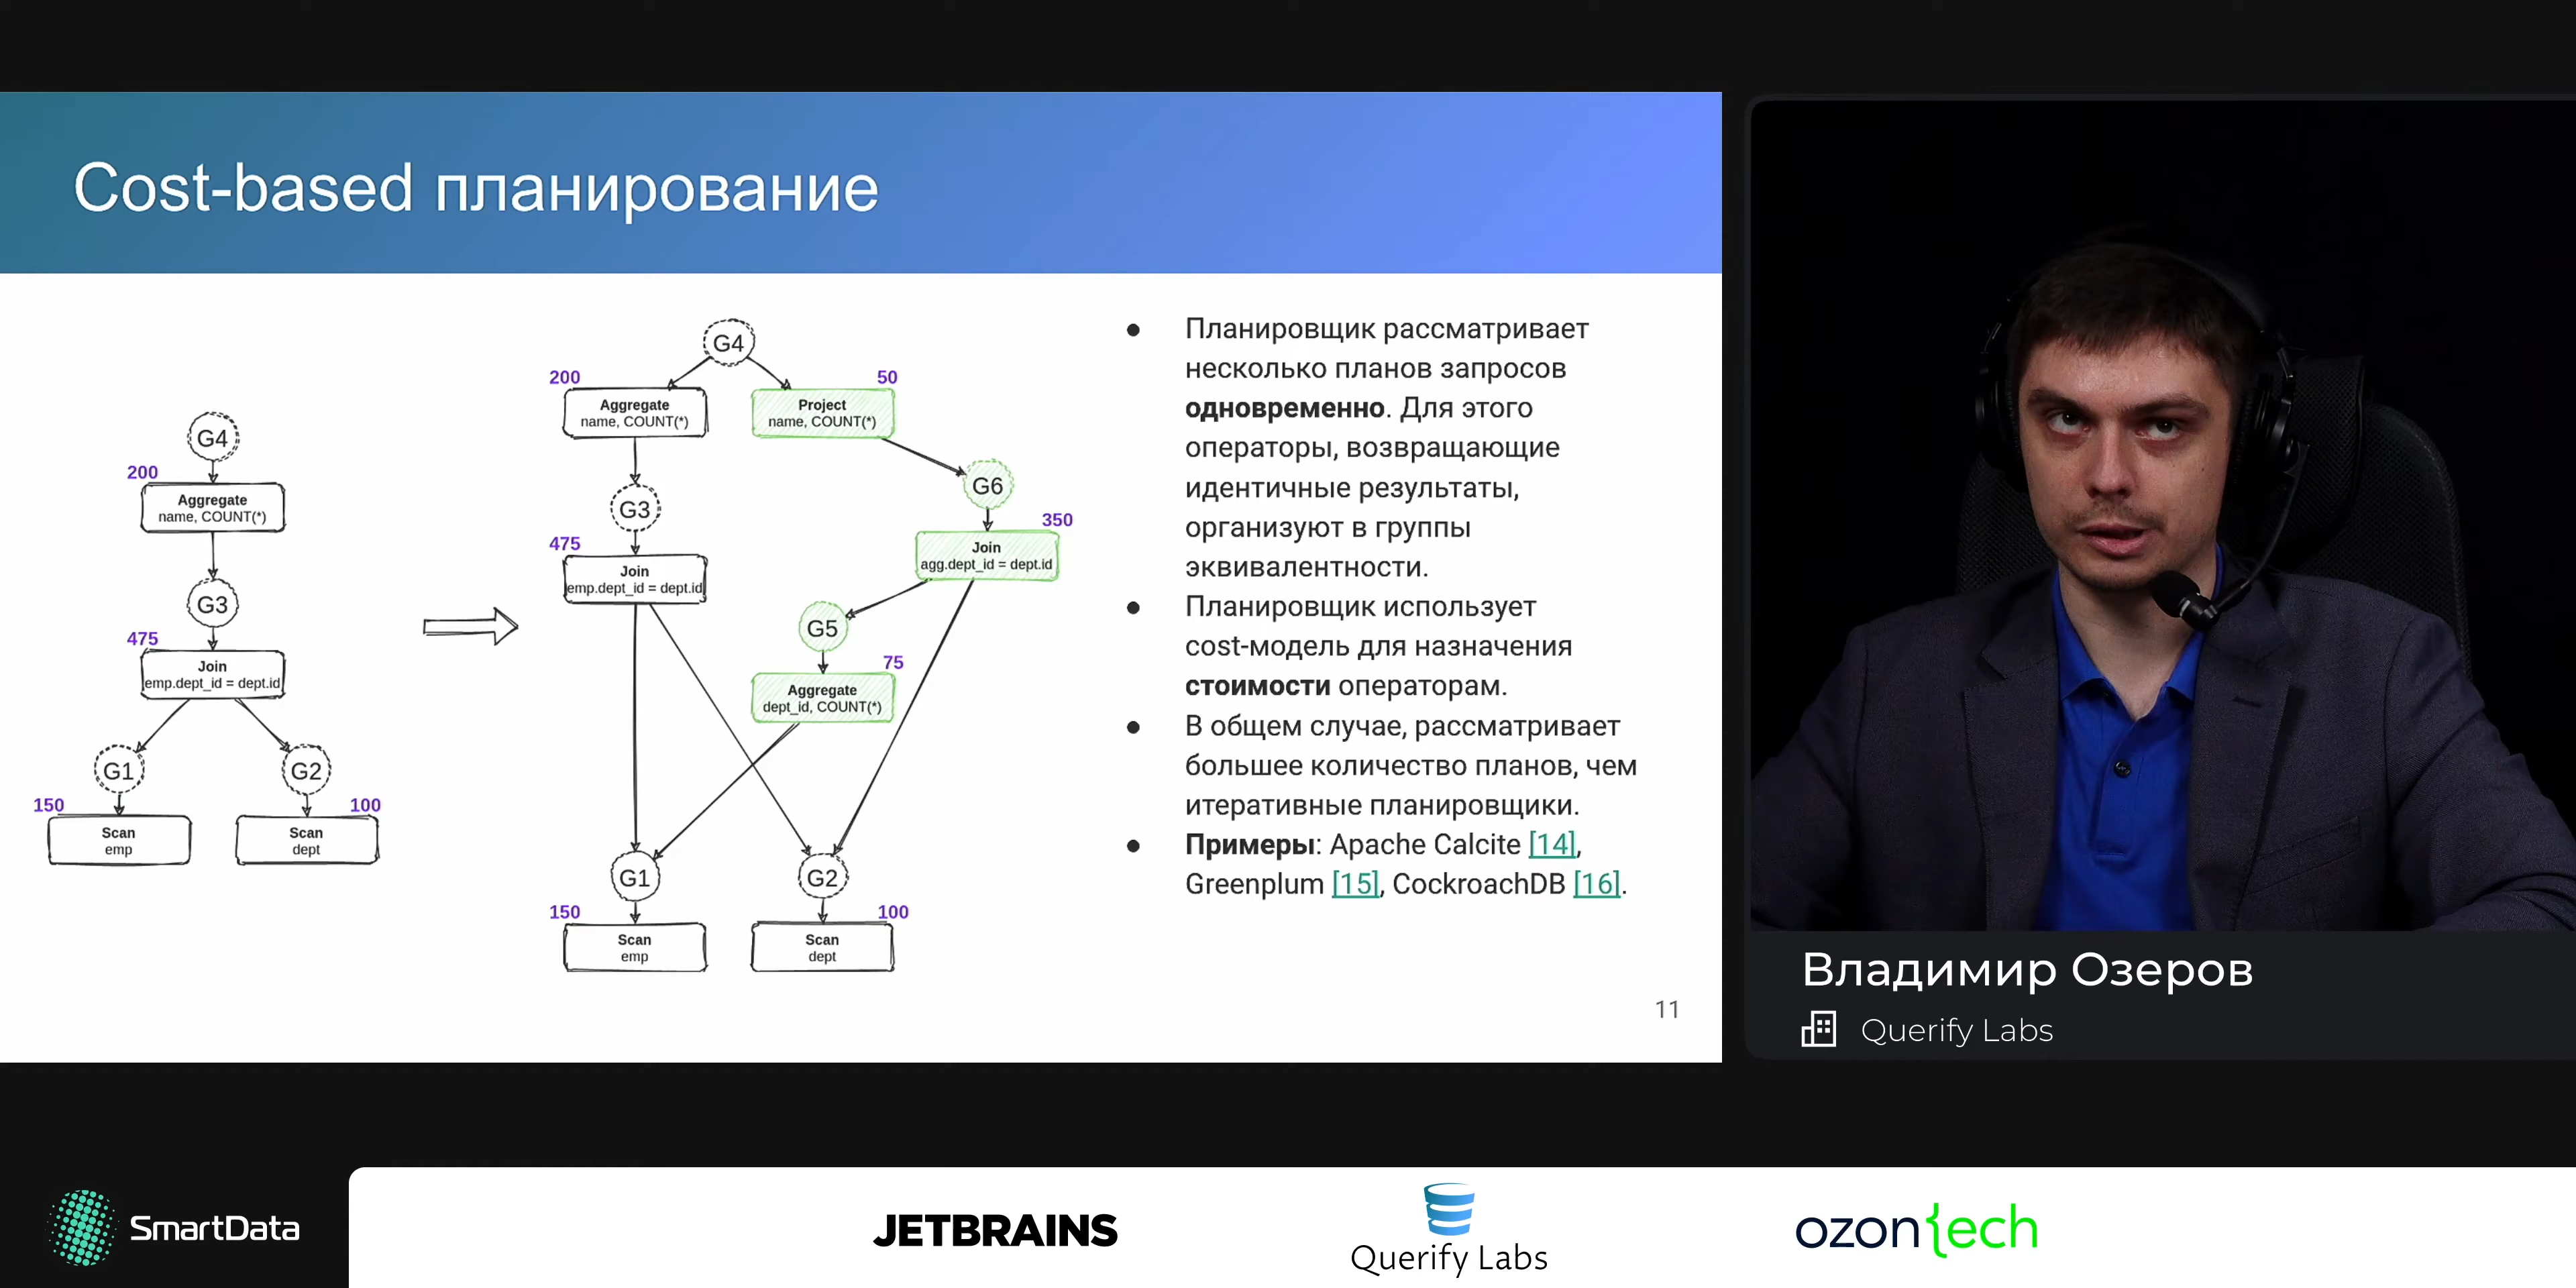 Cost-based планирование
G4
200
Aggregate
name, COUNT(*)
G3
475
Join
emp.dept_id = dept.id
G1
G2
150
100
Scan
emp
Scan
dept
G4
200
50
Aggregate
name, COUNT(*)
Project
name, COUNT(*)
G3
G6
475
350
Join
emp.dept_id = dept.id
Join
agg.dept_id = dept.id
G5
75
Aggregate
dept_id, COUNT(*)
G1
G2
150
100
Scan
emp
Scan
dept
● Планировщик рассматривает
несколько планов запросов
одновременно. Для этого
операторы, возвращающие
идентичные результаты,
организуют в группы
эквивалентности.
● Планировщик использует
cost-модель для назначения
стоимости операторам.
● В общем случае, рассматривает
большее количество планов, чем
итеративные планировщики.
● Примеры: Apache Calcite [14],
Greenplum [15], CockroachDB [16].
11
Владимир Озеров
Querify Labs
SmartData
JETBRAINS
Querify Labs
ozon{ech